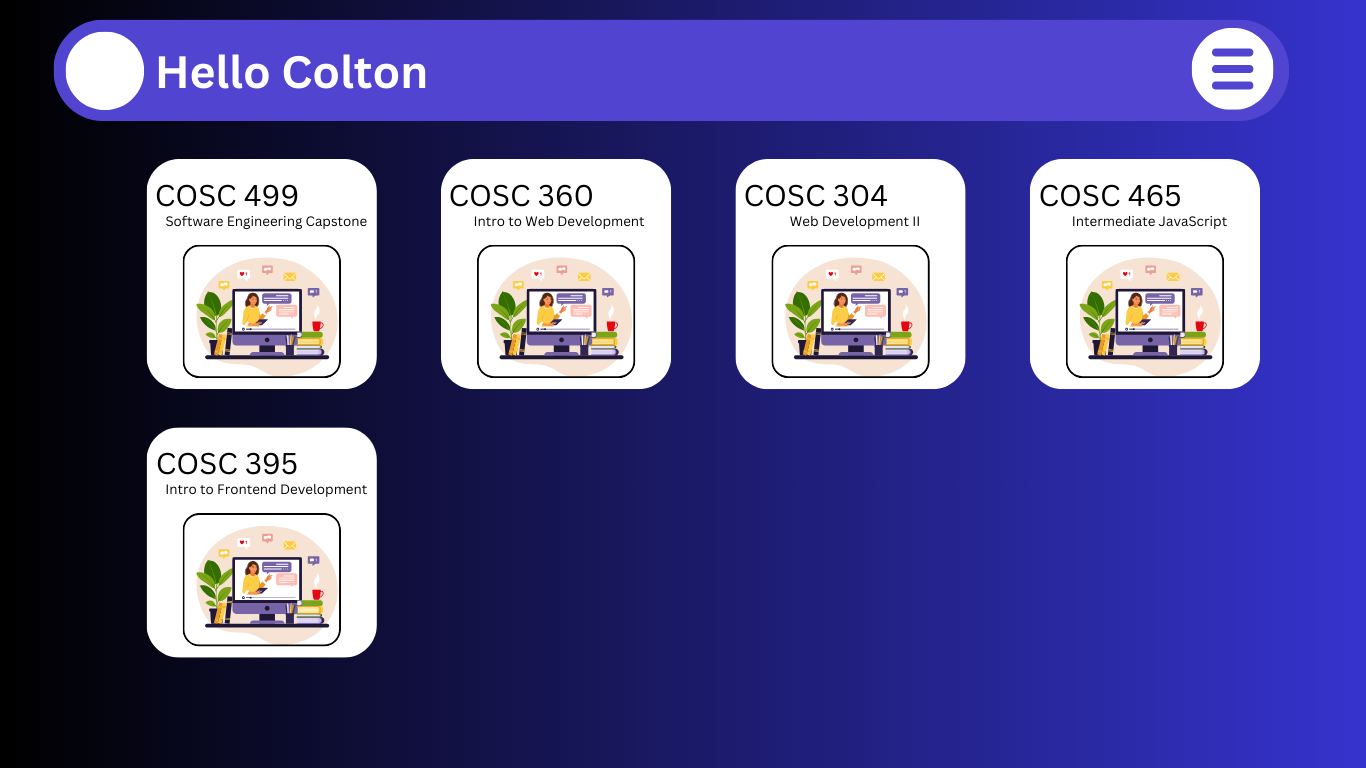 Hello Colton
COSC 499
Software Engineering Capstone
COSC 360
Intro to Web Development
COSC 304
Web Development II
COSC 465
Intermediate JavaScript
COSC 395
Intro to Frontend Development